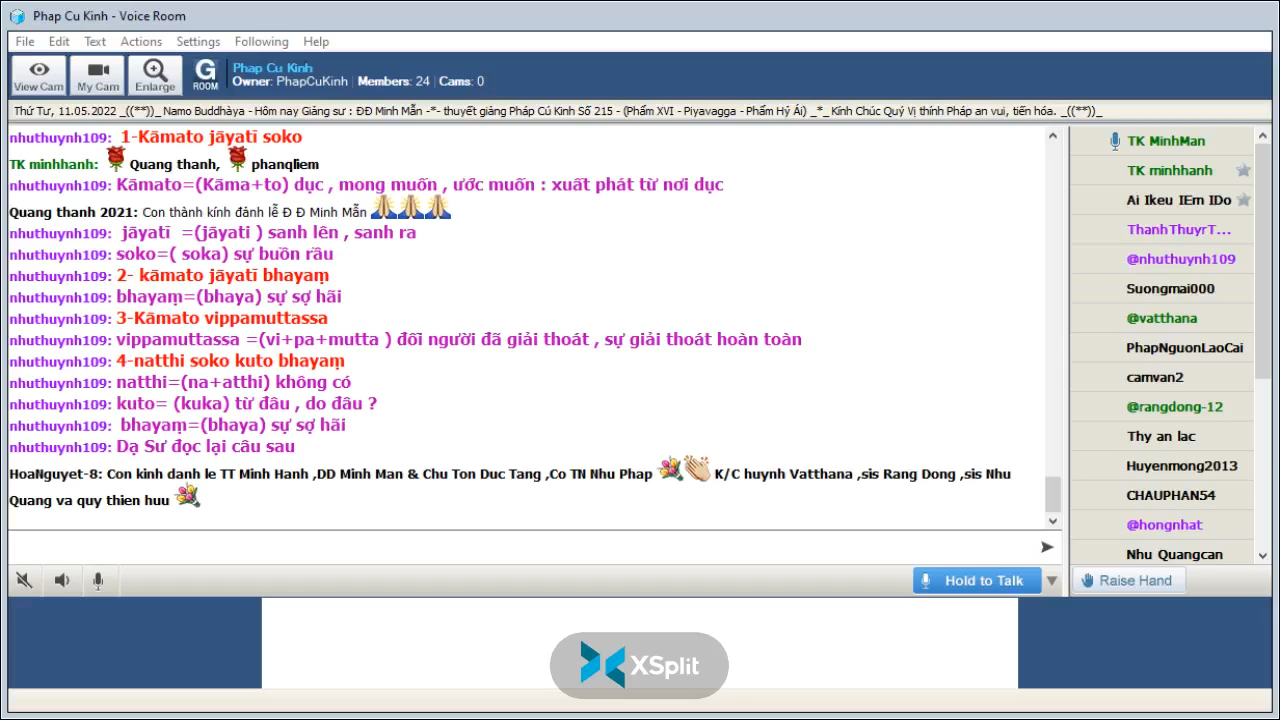 Phap Cu Kinh - Voice Room
File Edit Text Actions Settings Following Help
View Cam My Cam Enlarge G ROOM
Phap Cu Kinh
Owner: PhapCuKinh | Members: 24 | Cams: 0
Thứ Tư, 11.05.2022 _((**))_ Namo Buddhàya - Hôm nay Giảng sư : ĐĐ Minh Mẫn -*- thuyết giảng Pháp Cú Kinh Số 215 - (Phẩm XVI - Piyavagga - Phẩm Hỷ Ái) _*_ Kính Chúc Quý Vị thính Pháp an vui, tiến hóa. _((**))_
nhuthuynh109: 1-Kāmato jāyatī soko
TK minhhanh: Quang thanh, phanqliem
nhuthuynh109: Kāmato=(Kāma+to) dục , mong muốn , ước muốn : xuất phát từ nơi dục
Quang thanh 2021: Con thành kính đảnh lễ Đ Đ Minh Mẫn
nhuthuynh109: jāyatī =(jāyati ) sanh lên , sanh ra
nhuthuynh109: soko=( soka) sự buồn rầu
nhuthuynh109: 2- kāmato jāyatī bhayaṃ
nhuthuynh109: bhayaṃ=(bhaya) sự sợ hãi
nhuthuynh109: 3-Kāmato vippamuttassa
nhuthuynh109: vippamuttassa =(vi+pa+mutta ) đối người đã giải thoát , sự giải thoát hoàn toàn
nhuthuynh109: 4-natthi soko kuto bhayaṃ
nhuthuynh109: natthi=(na+atthi) không có
nhuthuynh109: kuto= (kuka) từ đâu , do đâu ?
nhuthuynh109: bhayaṃ=(bhaya) sự sợ hãi
nhuthuynh109: Dạ Sư đọc lại câu sau
HoaNguyet-8: Con kinh danh le TT Minh Hanh ,DD Minh Man & Chu Ton Duc Tang ,Co TN Nhu Phap K/C huynh Vatthana ,sis Rang Dong ,sis Nhu
Quang va quy thien huu
TK MinhMan
TK minhhanh
Ai Ikeu IEm IDo
ThanhThuyrT...
@nhuthuynh109
Suongmai000
@vatthana
PhapNguonLaoCai
camvan2
@rangdong-12
Thy an lac
Huyenmong2013
CHAUPHAN54
@hongnhat
Nhu Quangcan
Hold to Talk
Raise Hand
XSplit